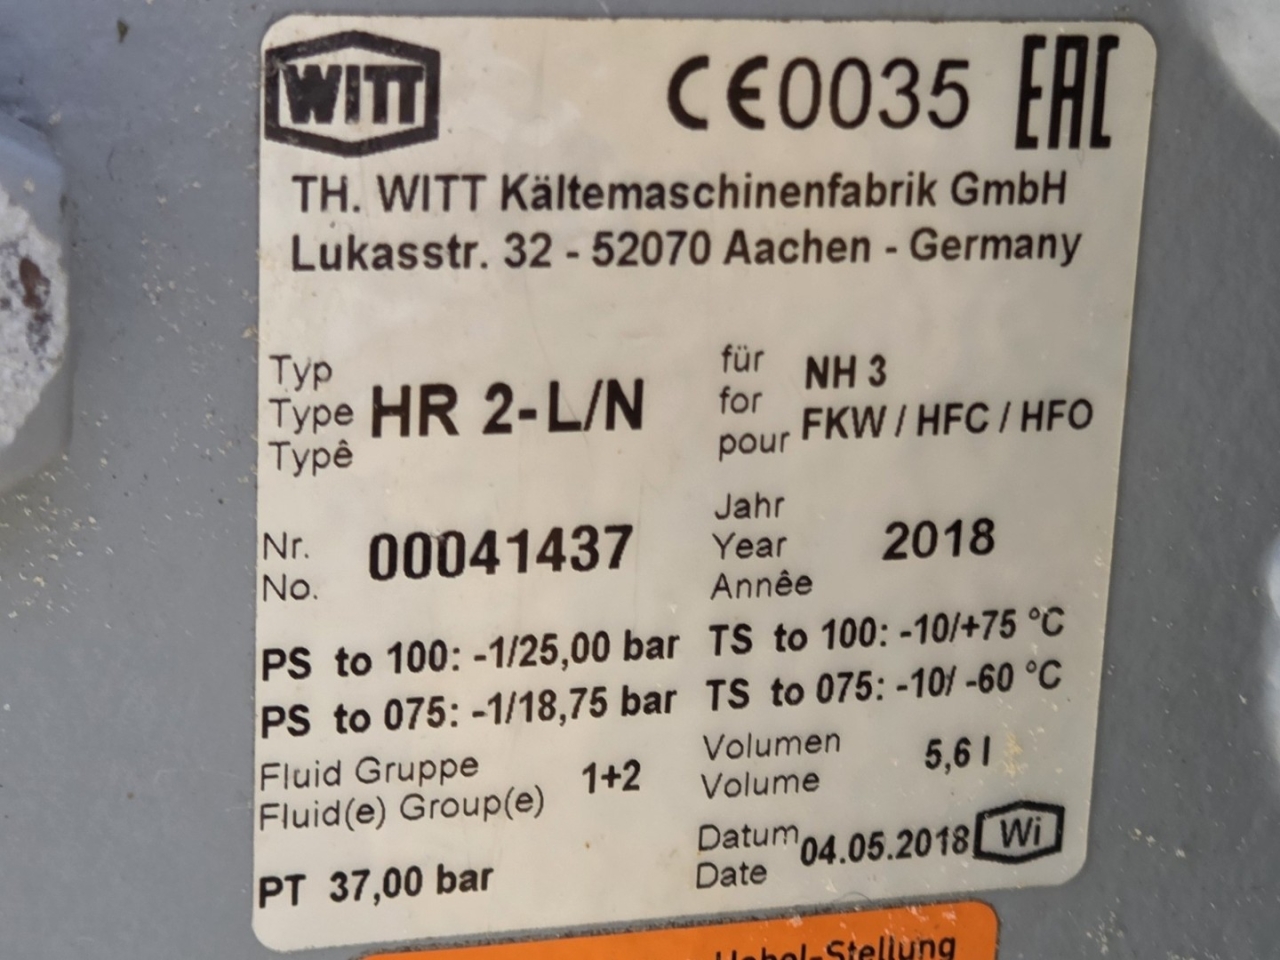 WITT CE0035 EAC
TH. WITT Kältemaschinenfabrik GmbH
Lukasstr. 32 - 52070 Aachen - Germany
Typ
Type
Typê
HR 2-L/N
für
for
pour
NH 3
FKW / HFC / HFO
Nr.
No.
00041437
Jahr
Year
Annêe
2018
PS to 100: -1/25,00 bar TS to 100: -10/+75 °C
PS to 075: -1/18,75 bar TS to 075: -10/ -60 °C
Fluid Gruppe
Fluid(e) Group(e)
1+2
Volumen
Volume
5,6 l
PT 37,00 bar
Datum
Date
04.05.2018 Wi
Hebel-Stellung